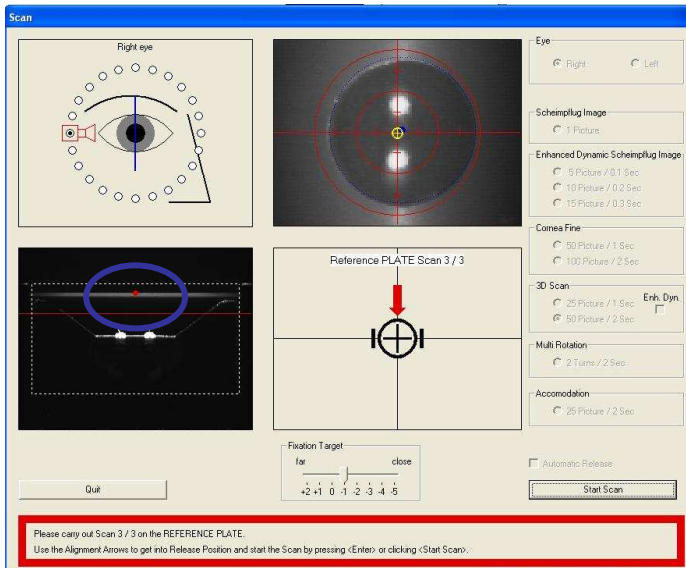 Scan
Right eye
Reference PLATE Scan 3 / 3
Fixation Target
far close
+2 +1 0 -1 -2 -3 -4 -5
Quit
Eye
Right Left
Scheimpflug Image
1 Picture
Enhanced Dynamic Scheimpflug Image
5 Picture / 0.1 Sec
10 Picture / 0.2 Sec
15 Picture / 0.3 Sec
Cornea Fine
50 Picture / 1 Sec
100 Picture / 2 Sec
3D Scan
25 Picture / 1 Sec
50 Picture / 2 Sec
Enh. Dyn.
Multi Rotation
2 Turns / 2 Sec
Accomodation
25 Picture / 2 Sec
Automatic Release
Start Scan
Please carry out Scan 3 / 3 on the REFERENCE PLATE.
Use the Alignment Arrows to get into Release Position and start the Scan by pressing <Enter> or clicking <Start Scan>.